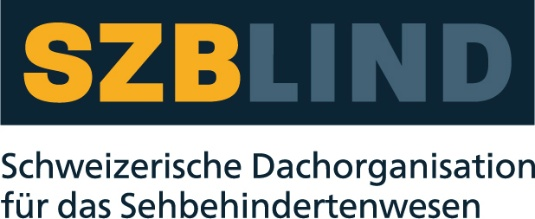 SZBLIND
Schweizerische Dachorganisation
für das Sehbehindertenwesen